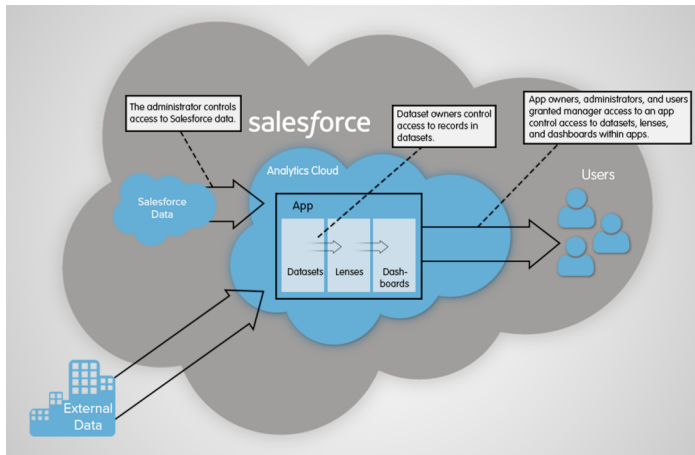 The administrator controls
access to Salesforce data.
salesforce
Dataset owners control
access to records in
datasets.
App owners, administrators, and users
granted manager access to an app
control access to datasets, lenses,
and dashboards within apps.
Analytics Cloud
Users
Salesforce
Data
App
Datasets
Lenses
Dash-
boards
External
Data